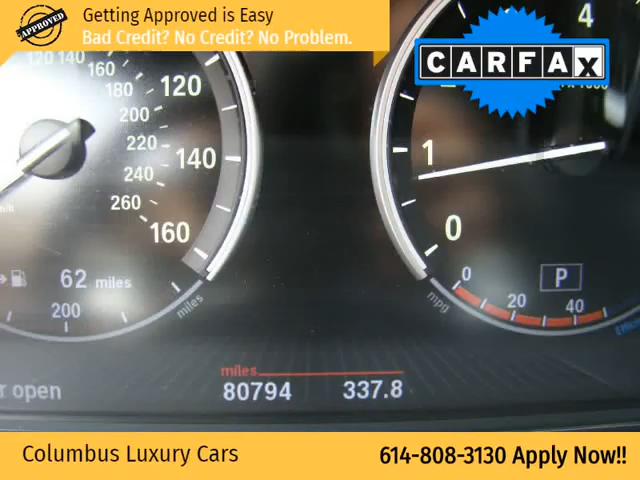 APPROVED
Getting Approved is Easy
Bad Credit? No Credit? No Problem.
CARFAX
4
120 140
160
180
200
220
240
260
120
140
160
1
0
62 miles
200
miles
mpg
0
20
40
P
miles
80794 337.8
r open
Columbus Luxury Cars
614-808-3130 Apply Now!!